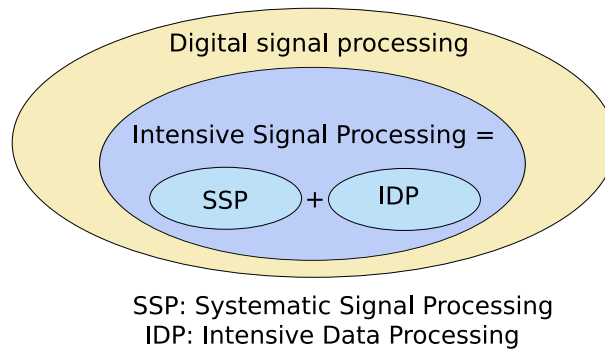 Digital signal processing
Intensive Signal Processing =
SSP + IDP
SSP: Systematic Signal Processing
IDP: Intensive Data Processing